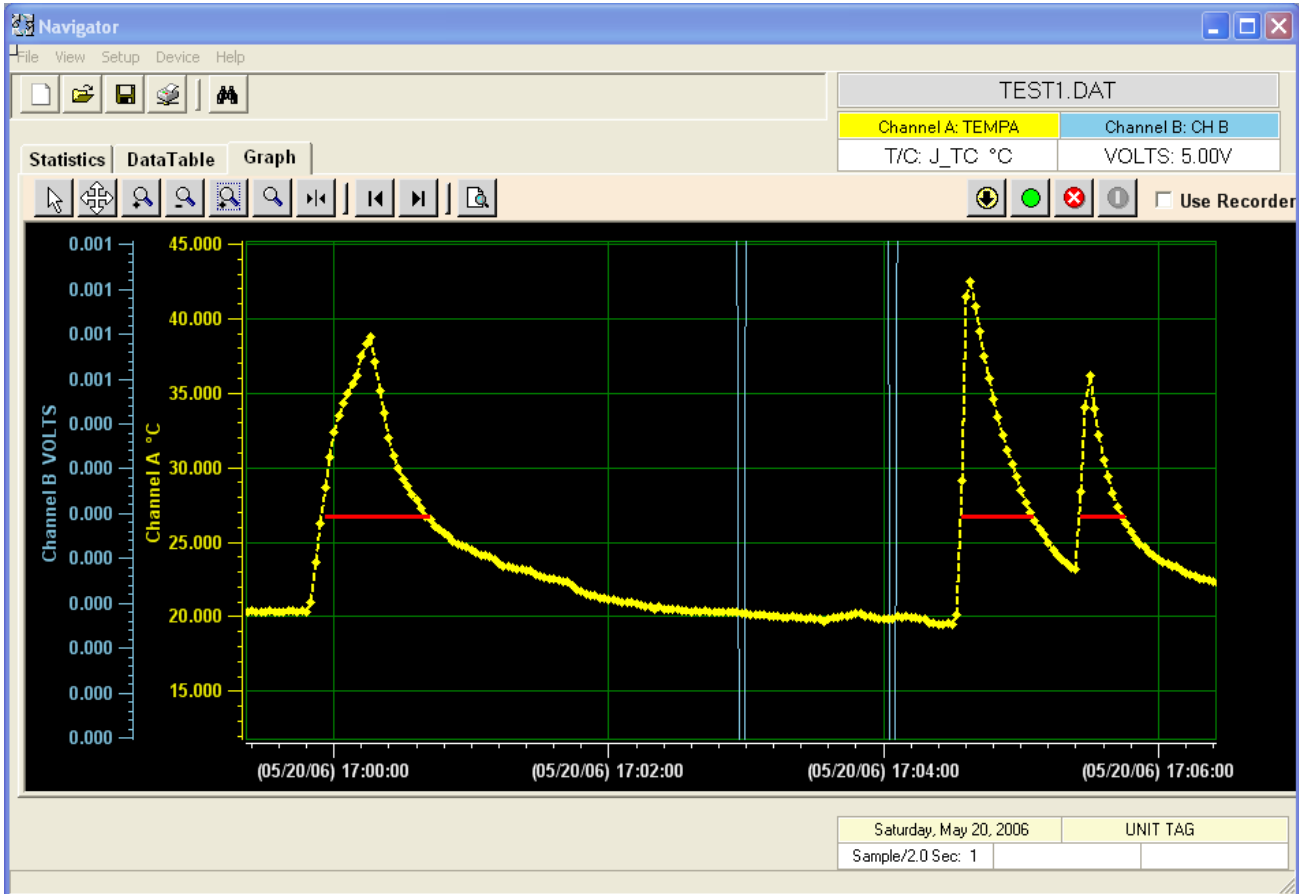 Navigator
File View Setup Device Help
TEST1.DAT
Channel A: TEMPA Channel B: CH B
T/C: J_TC °C VOLTS: 5.00V
Statistics DataTable Graph
Use Recorder
Channel B VOLTS
0.001
0.001
0.001
0.001
0.000
0.000
0.000
0.000
0.000
0.000
0.000
0.000
Channel A °C
45.000
40.000
35.000
30.000
25.000
20.000
15.000
(05/20/06) 17:00:00 (05/20/06) 17:02:00 (05/20/06) 17:04:00 (05/20/06) 17:06:00
Saturday, May 20, 2006 UNIT TAG
Sample/2.0 Sec: 1